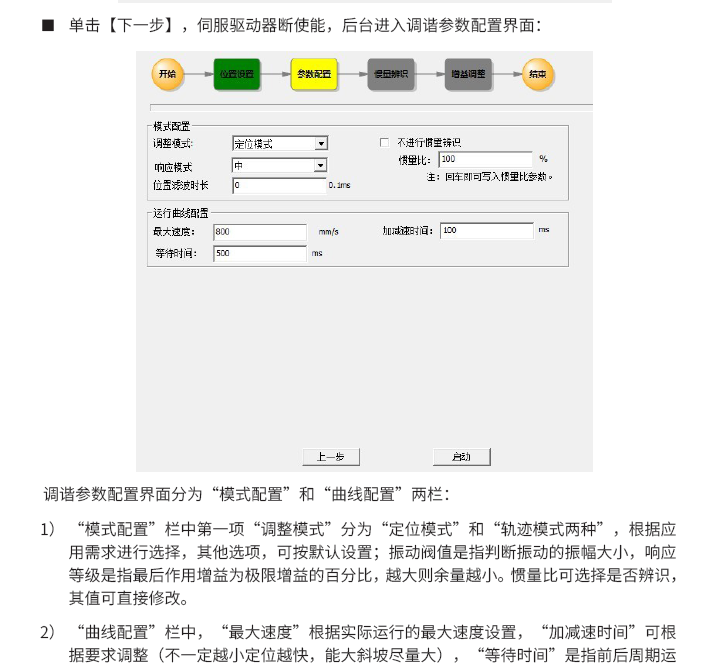 ■ 单击【下一步】，伺服驱动器断使能，后台进入调谐参数配置界面：
开始 位置设置 参数配置 惯量辨识 增益调整 结束
模式配置
调整模式: 定位模式 不进行惯量辨识
惯量比: 100 %
响应模式 中
注: 回车即可写入惯量比参数。
位置滤波时长 0 0.1ms
运行曲线配置
最大速度: 800 mm/s 加减速时间: 100 ms
等待时间: 500 ms
上一步 启动
调谐参数配置界面分为“模式配置”和“曲线配置”两栏：
1） “模式配置”栏中第一项“调整模式”分为“定位模式”和“轨迹模式两种”，根据应
用需求进行选择，其他选项，可按默认设置；振动阀值是指判断振动的振幅大小，响应
等级是指最后作用增益为极限增益的百分比，越大则余量越小。惯量比可选择是否辨识，
其值可直接修改。
2） “曲线配置”栏中，“最大速度”根据实际运行的最大速度设置，“加减速时间”可根
据要求调整（不一定越小定位越快，能大斜坡尽量大），“等待时间”是指前后周期运